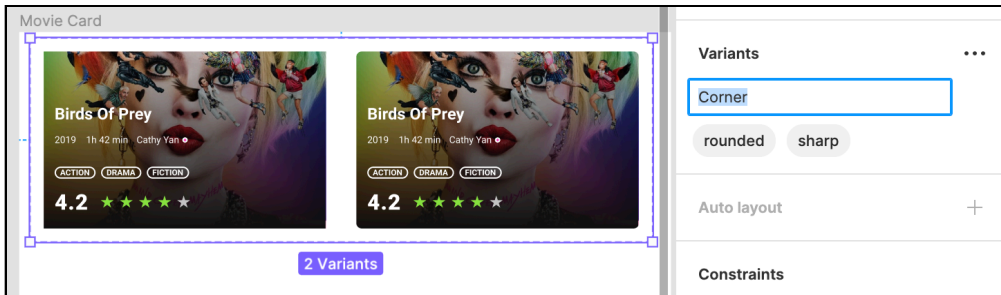 Movie Card
Birds Of Prey
2019 1h 42 min Cathy Yan
ACTION DRAMA FICTION
4.2
Birds Of Prey
2019 1h 42 min Cathy Yan
ACTION DRAMA FICTION
4.2
2 Variants
Variants
Corner
rounded sharp
Auto layout
Constraints